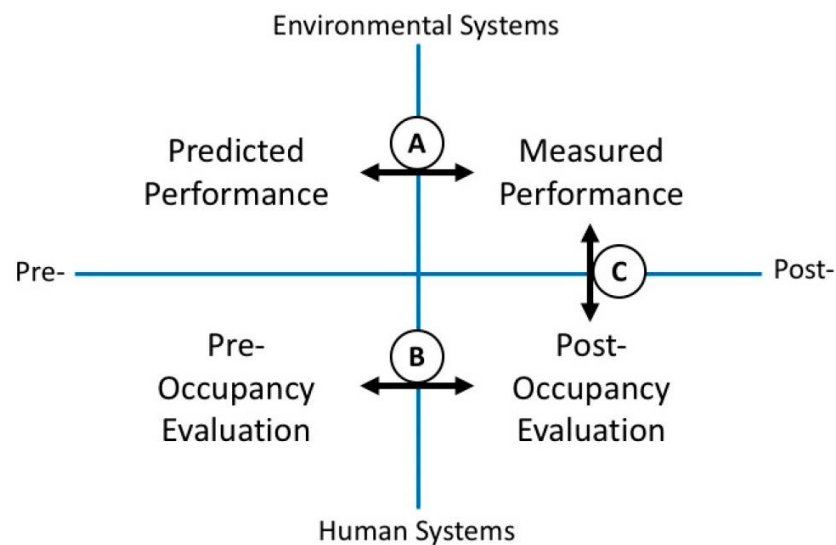 Environmental Systems
A
Predicted
Performance
Measured
Performance
Pre-
C
Post-
B
Pre-
Occupancy
Evaluation
Post-
Occupancy
Evaluation
Human Systems